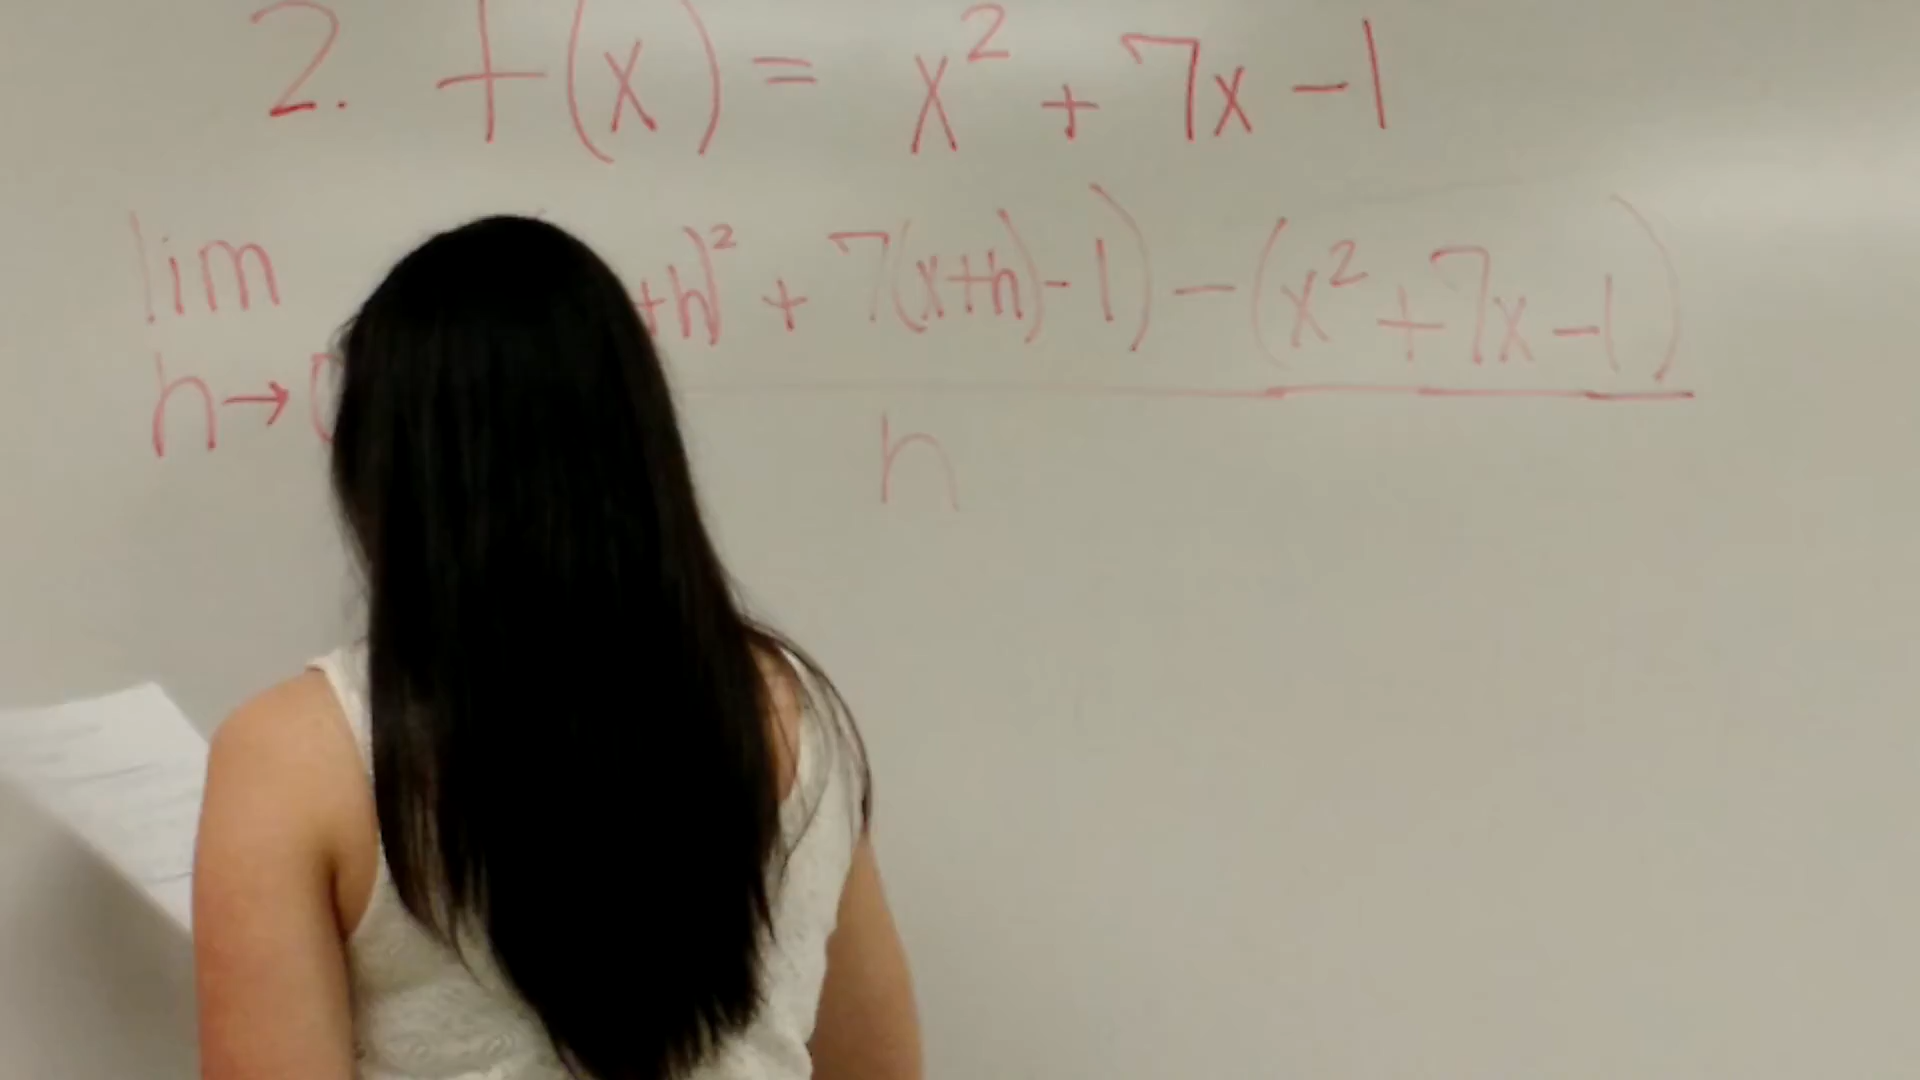 2. f(x) = x² + 7x - 1
lim +h)² + 7(x+h) - 1) - (x² + 7x - 1)
h→0 h